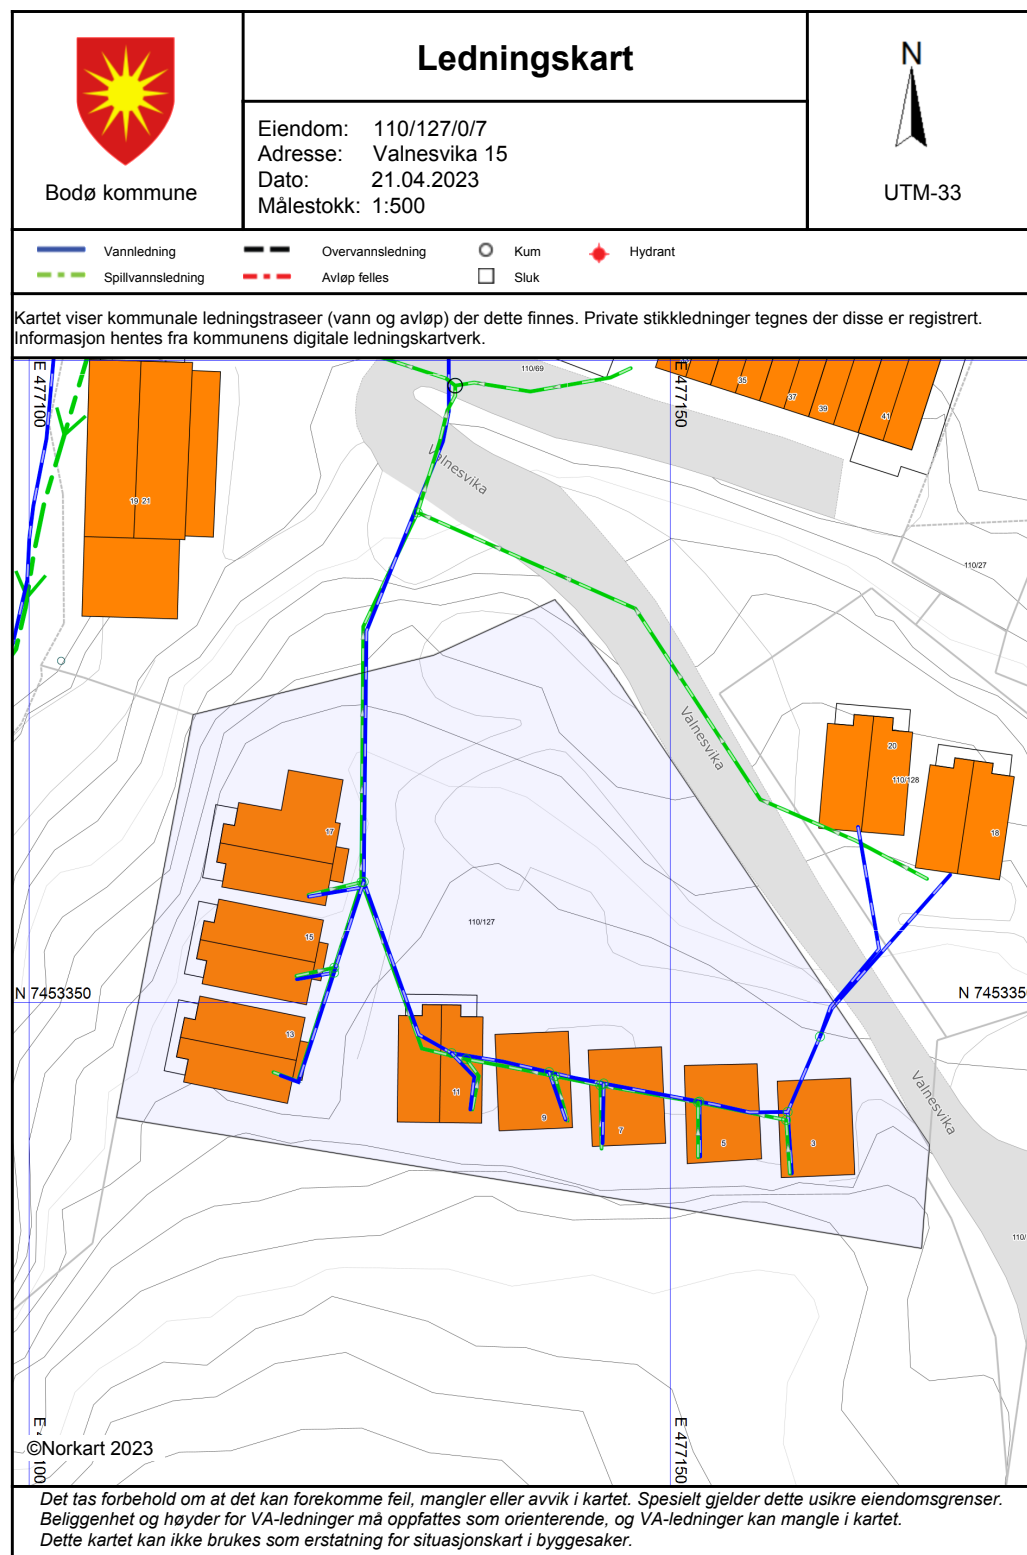 Ledningskart
N
Bodø kommune
Eiendom: 110/127/0/7
Adresse: Valnesvika 15
Dato: 21.04.2023
Målestokk: 1:500
UTM-33
Vannledning
Overvannsledning
Kum
Hydrant
Spillvannsledning
Avløp felles
Sluk
Kartet viser kommunale ledningstraseer (vann og avløp) der dette finnes. Private stikkledninger tegnes der disse er registrert.
Informasjon hentes fra kommunens digitale ledningskartverk.
E 477100
110/69
E 477150
35
37
39
41
Valnesvika
19 21
110/27
Valnesvika
20
110/128
18
17
15
110/127
N 7453350
N 7453350
13
11
9
7
5
3
Valnesvika
110/
E 477150
©Norkart 2023
Det tas forbehold om at det kan forekomme feil, mangler eller avvik i kartet. Spesielt gjelder dette usikre eiendomsgrenser.
Beliggenhet og høyder for VA-ledninger må oppfattes som orienterende, og VA-ledninger kan mangle i kartet.
Dette kartet kan ikke brukes som erstatning for situasjonskart i byggesaker.